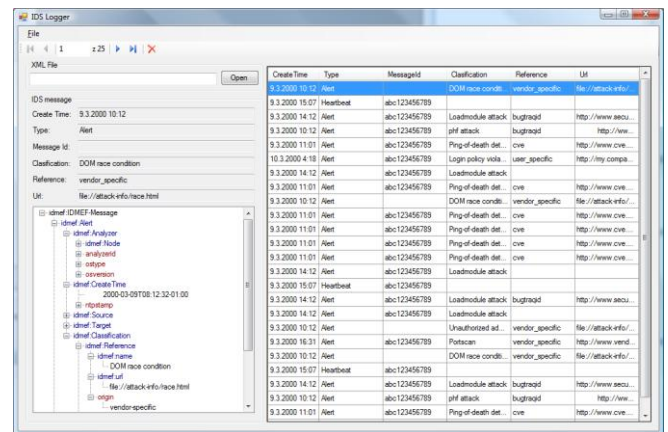 IDS Logger
File
1 z 25
XML File
Open
IDS message
Create Time: 9.3.2000 10:12
Type: Alert
Message Id:
Clasification: DOM race condition
Reference: vendor_specific
Url: file://attack-info/race.html
idmef:IDMEF-Message
idmef:Alert
idmef:Analyzer
idmef:Node
analyzerid
ostype
osversion
idmef:CreateTime
2000-03-09T08:12:32-01:00
ntpstamp
idmef:Source
idmef:Target
idmef:Classification
idmef:Reference
idmef:name
DOM race condition
idmef:url
file://attack-info/race.html
origin
vendor-specific
CreateTime Type MessageId Clasification Reference Url
9.3.2000 10:12 Alert DOM race conditi... vendor_specific file://attack-info/...
9.3.2000 15:07 Heartbeat abc123456789
9.3.2000 14:12 Alert abc123456789 Loadmodule attack bugtraqid http://www.secu...
9.3.2000 10:12 Alert abc123456789 phf attack bugtraqid http://ww...
9.3.2000 11:01 Alert abc123456789 Ping-of-death det... cve http://www.cve....
10.3.2000 4:18 Alert abc123456789 Login policy viola... user_specific http://my.compa...
9.3.2000 14:12 Alert abc123456789 Loadmodule attack
9.3.2000 11:01 Alert abc123456789 Ping-of-death det... cve http://www.cve....
9.3.2000 10:12 Alert DOM race conditi... vendor_specific file://attack-info/...
9.3.2000 11:01 Alert abc123456789 Ping-of-death det... cve http://www.cve....
9.3.2000 11:01 Alert abc123456789 Ping-of-death det... cve http://www.cve....
9.3.2000 11:01 Alert abc123456789 Ping-of-death det... cve http://www.cve....
9.3.2000 11:01 Alert abc123456789 Ping-of-death det... cve http://www.cve....
9.3.2000 14:12 Alert abc123456789 Loadmodule attack
9.3.2000 15:07 Heartbeat abc123456789
9.3.2000 14:12 Alert abc123456789 Loadmodule attack bugtraqid http://www.secu...
9.3.2000 14:12 Alert abc123456789 Loadmodule attack
9.3.2000 10:12 Alert Unauthorized ad... vendor_specific file://attack-info/...
9.3.2000 16:31 Alert abc123456789 Portscan vendor_specific http://www.vend...
9.3.2000 10:12 Alert DOM race conditi... vendor_specific file://attack-info/...
9.3.2000 15:07 Heartbeat abc123456789
9.3.2000 14:12 Alert abc123456789 Loadmodule attack bugtraqid http://www.secu...
9.3.2000 10:12 Alert abc123456789 phf attack bugtraqid http://ww...
9.3.2000 11:01 Alert abc123456789 Ping-of-death det... cve http://www.cve....